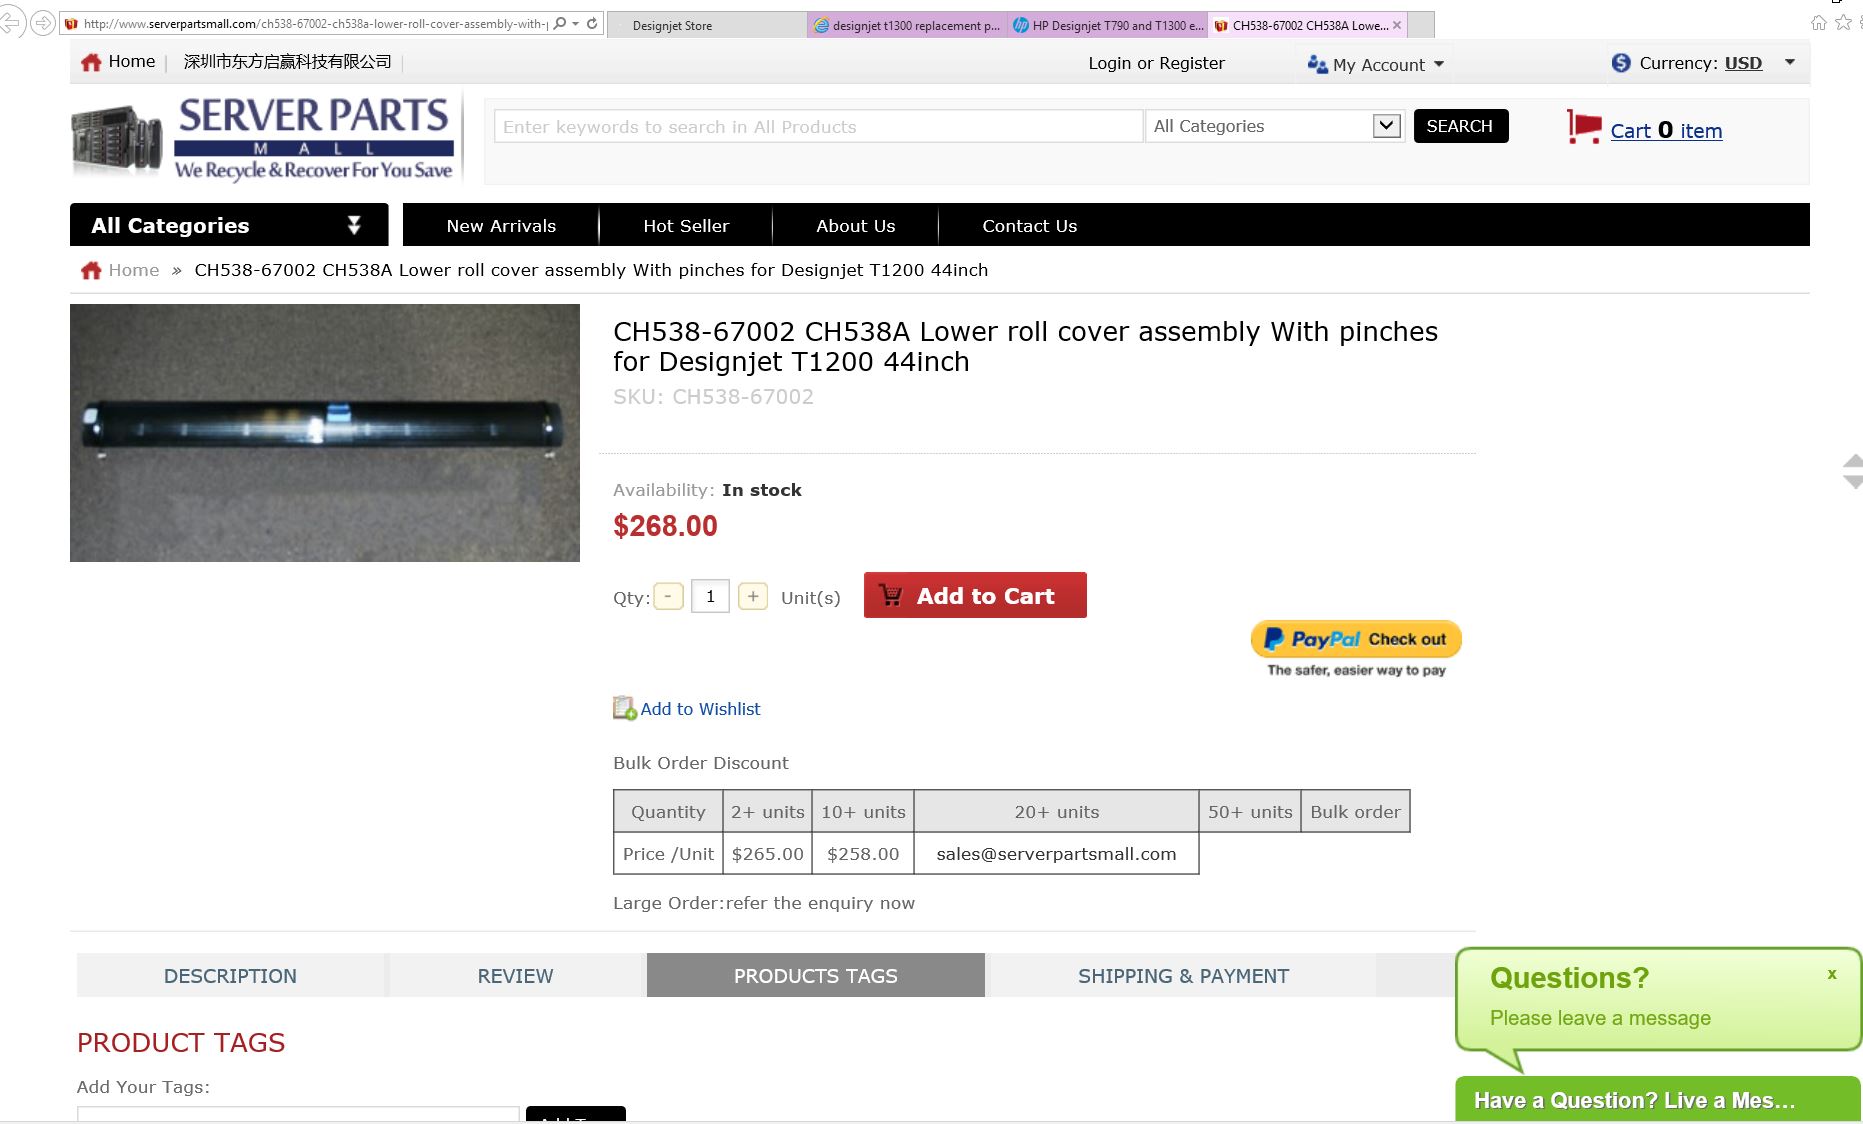 http://www.serverpartsmall.com/ch538-67002-ch538a-lower-roll-cover-assembly-with-p
Designjet Store
designjet t1300 replacement p...
HP Designjet T790 and T1300 e...
CH538-67002 CH538A Lowe...
Home
深圳市东方启赢科技有限公司
Login or Register
My Account
Currency: USD
SERVER PARTS
MALL
We Recycle & Recover For You Save
Enter keywords to search in All Products
All Categories
SEARCH
Cart 0 item
All Categories
New Arrivals
Hot Seller
About Us
Contact Us
Home » CH538-67002 CH538A Lower roll cover assembly With pinches for Designjet T1200 44inch
CH538-67002 CH538A Lower roll cover assembly With pinches
for Designjet T1200 44inch
SKU: CH538-67002
Availability: In stock
$268.00
Qty: - 1 + Unit(s)
Add to Cart
PayPal Check out
The safer, easier way to pay
Add to Wishlist
Bulk Order Discount
Quantity 2+ units 10+ units 20+ units 50+ units Bulk order
Price /Unit $265.00 $258.00 sales@serverpartsmall.com
Large Order:refer the enquiry now
DESCRIPTION
REVIEW
PRODUCTS TAGS
SHIPPING & PAYMENT
Questions?
x
Please leave a message
PRODUCT TAGS
Add Your Tags:
Have a Question? Live a Mes...